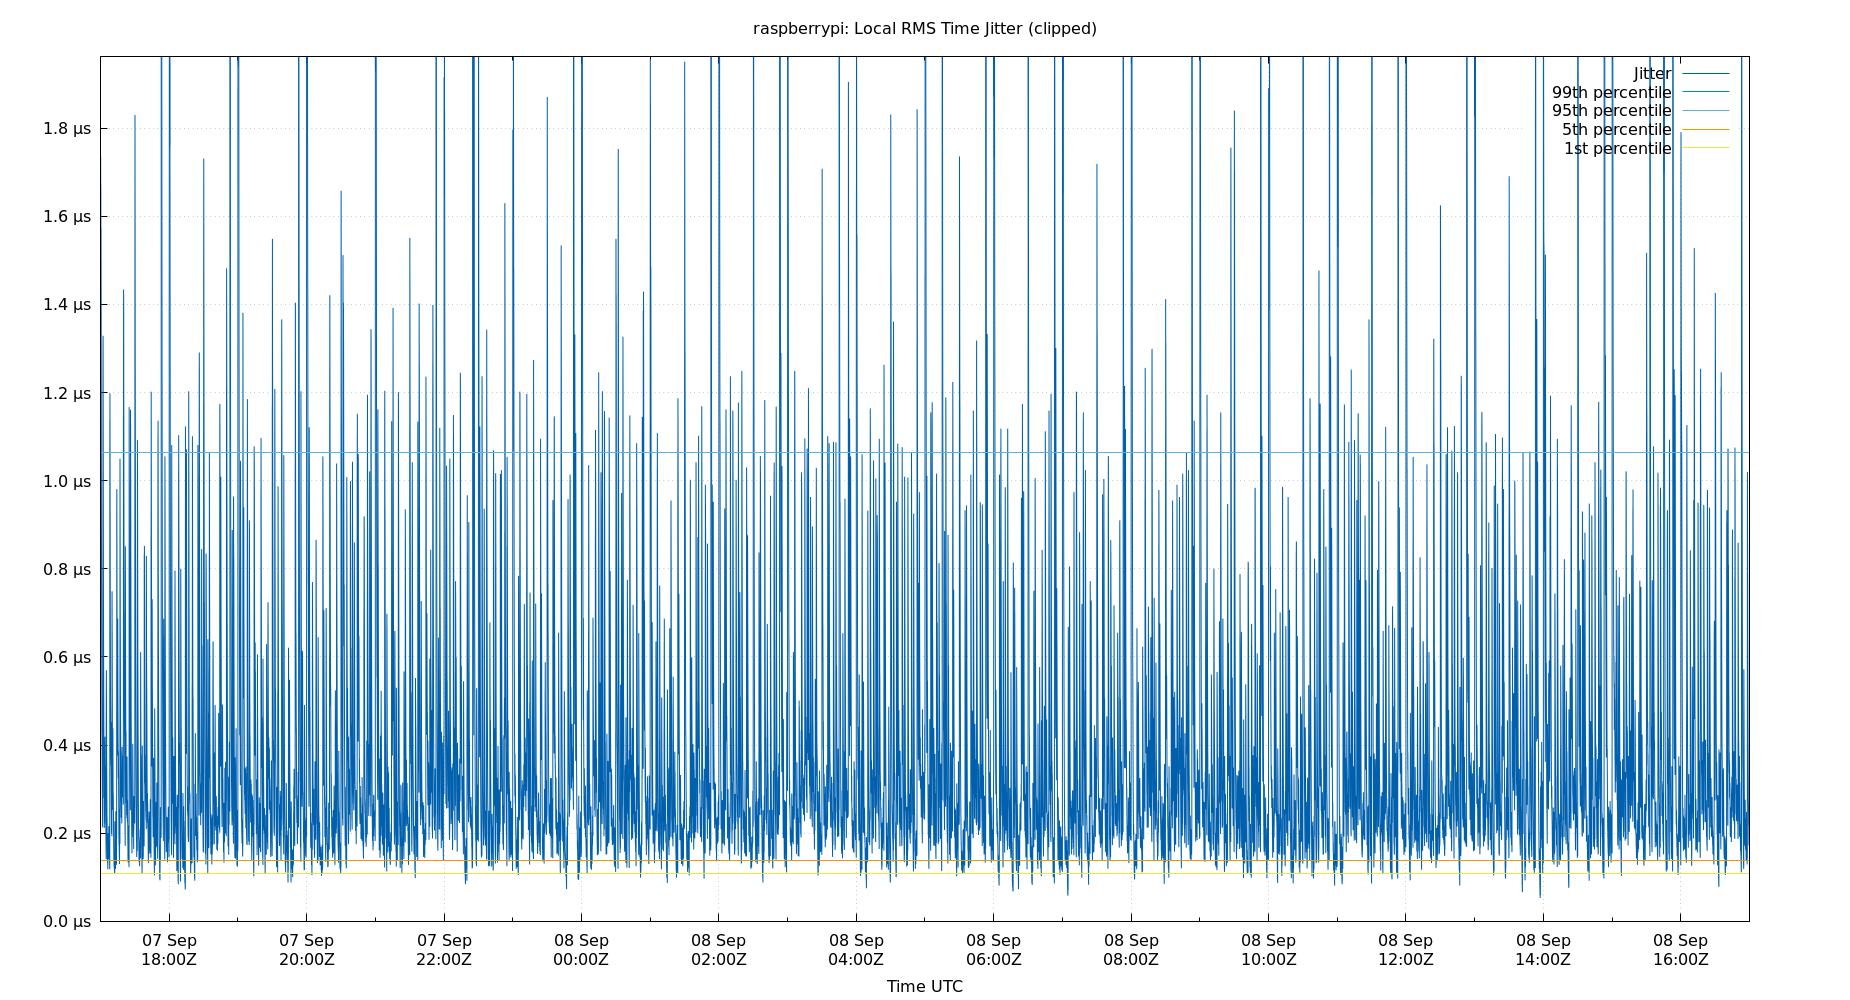 raspberrypi: Local RMS Time Jitter (clipped)
Jitter
99th percentile
95th percentile
5th percentile
1st percentile
1.8 µs
1.6 µs
1.4 µs
1.2 µs
1.0 µs
0.8 µs
0.6 µs
0.4 µs
0.2 µs
0.0 µs
07 Sep 07 Sep 07 Sep 08 Sep 08 Sep 08 Sep 08 Sep 08 Sep 08 Sep 08 Sep 08 Sep 08 Sep
18:00Z 20:00Z 22:00Z 00:00Z 02:00Z 04:00Z 06:00Z 08:00Z 10:00Z 12:00Z 14:00Z 16:00Z
Time UTC